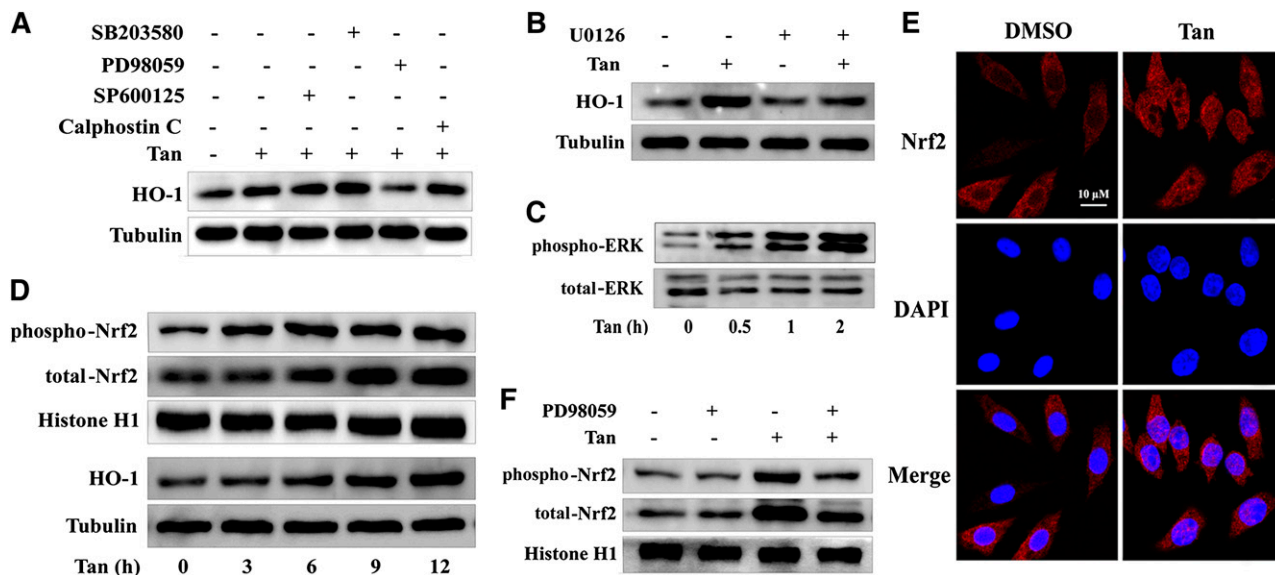 A
SB203580 - - - + - -
PD98059 - - - - + -
SP600125 - - + - - -
Calphostin C - - - - - +
Tan - + + + + +
HO-1
Tubulin
B
U0126 - - + +
Tan - + - +
HO-1
Tubulin
C
phospho-ERK
total-ERK
Tan (h) 0 0.5 1 2
D
phospho-Nrf2
total-Nrf2
Histone H1
HO-1
Tubulin
Tan (h) 0 3 6 9 12
E
DMSO Tan
Nrf2
10 μM
DAPI
Merge
F
PD98059 - + - +
Tan - - + +
phospho-Nrf2
total-Nrf2
Histone H1